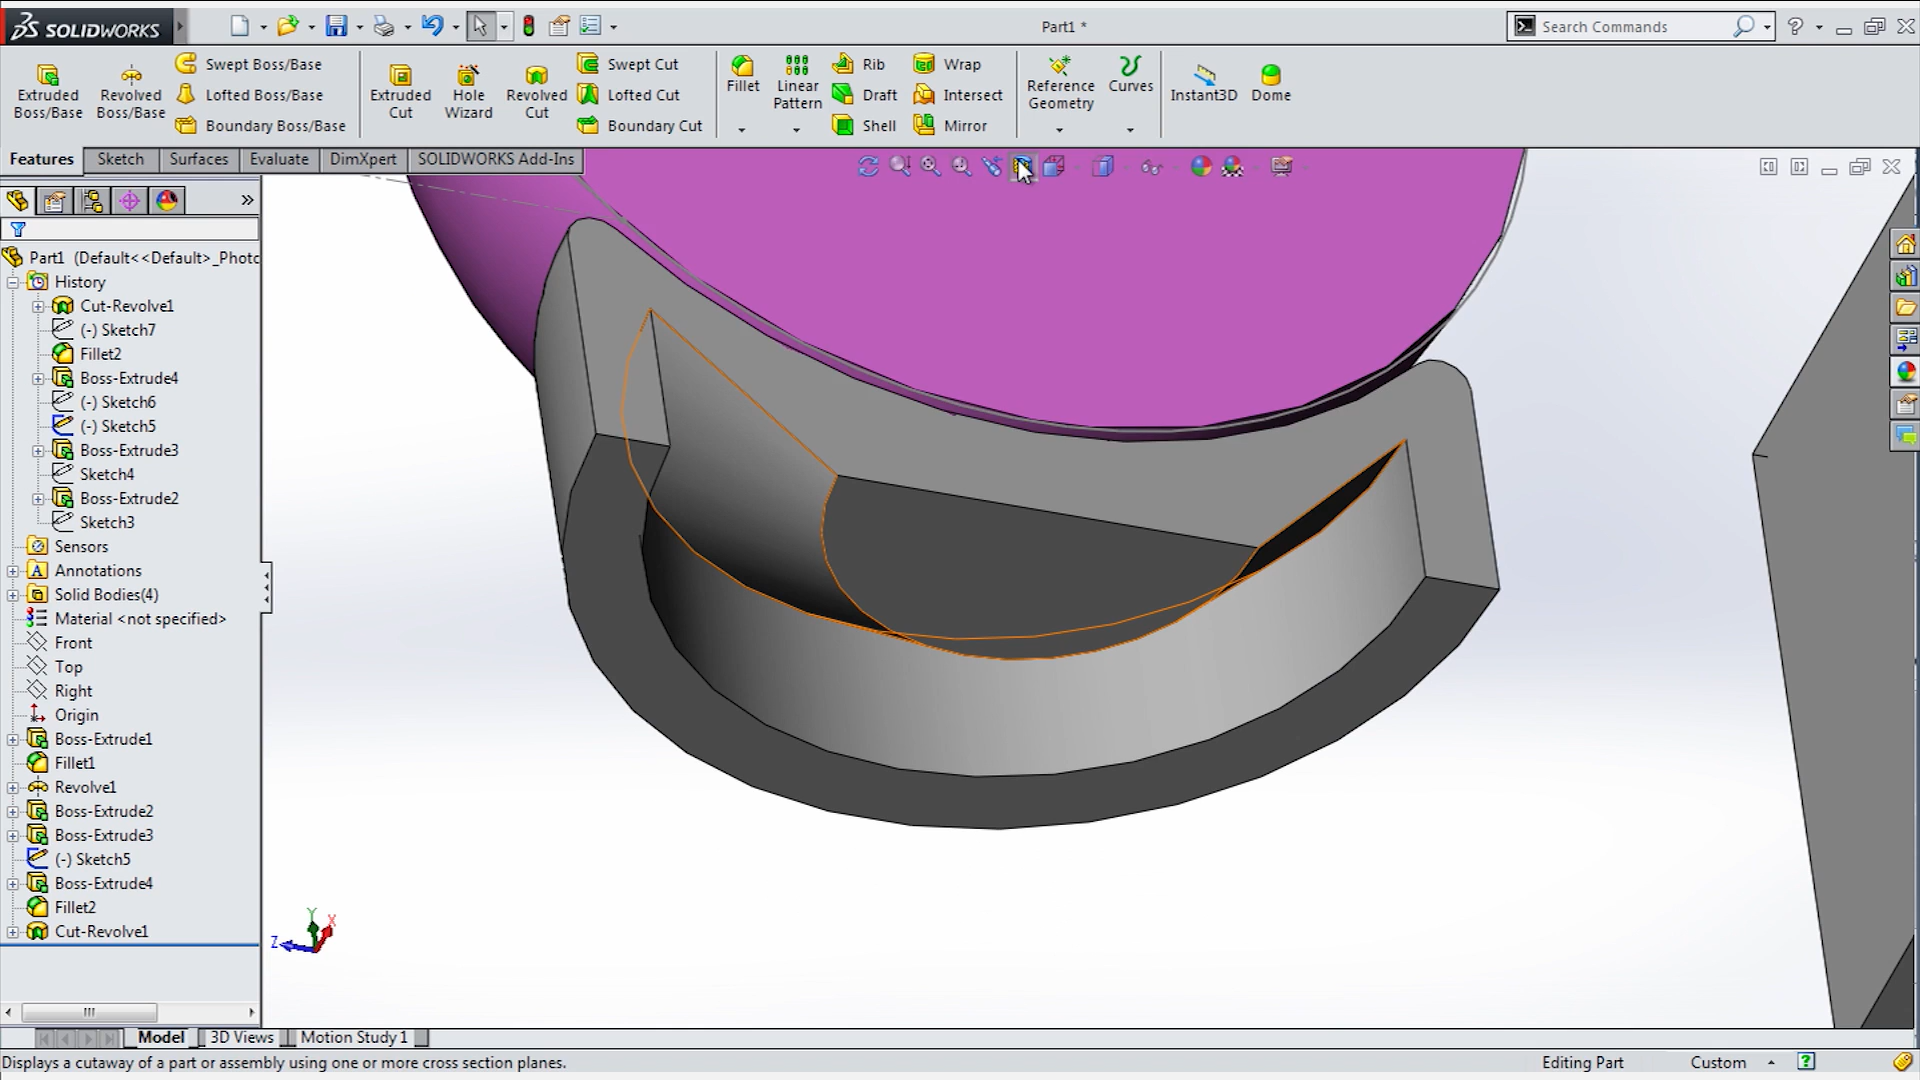 SOLIDWORKS
Part1 *
Search Commands
Extruded Boss/Base
Revolved Boss/Base
Swept Boss/Base
Lofted Boss/Base
Boundary Boss/Base
Extruded Cut
Hole Wizard
Revolved Cut
Swept Cut
Lofted Cut
Boundary Cut
Fillet
Linear Pattern
Rib
Draft
Shell
Wrap
Intersect
Mirror
Reference Geometry
Curves
Instant3D
Dome
Features
Sketch
Surfaces
Evaluate
DimXpert
SOLIDWORKS Add-Ins
Part1 (Default<<Default>_Photo
History
Cut-Revolve1
(-) Sketch7
Fillet2
Boss-Extrude4
(-) Sketch6
(-) Sketch5
Boss-Extrude3
Sketch4
Boss-Extrude2
Sketch3
Sensors
Annotations
Solid Bodies(4)
Material <not specified>
Front
Top
Right
Origin
Boss-Extrude1
Fillet1
Revolve1
Boss-Extrude2
Boss-Extrude3
(-) Sketch5
Boss-Extrude4
Fillet2
Cut-Revolve1
Y
X
Z
Model
3D Views
Motion Study 1
Displays a cutaway of a part or assembly using one or more cross section planes.
Editing Part
Custom